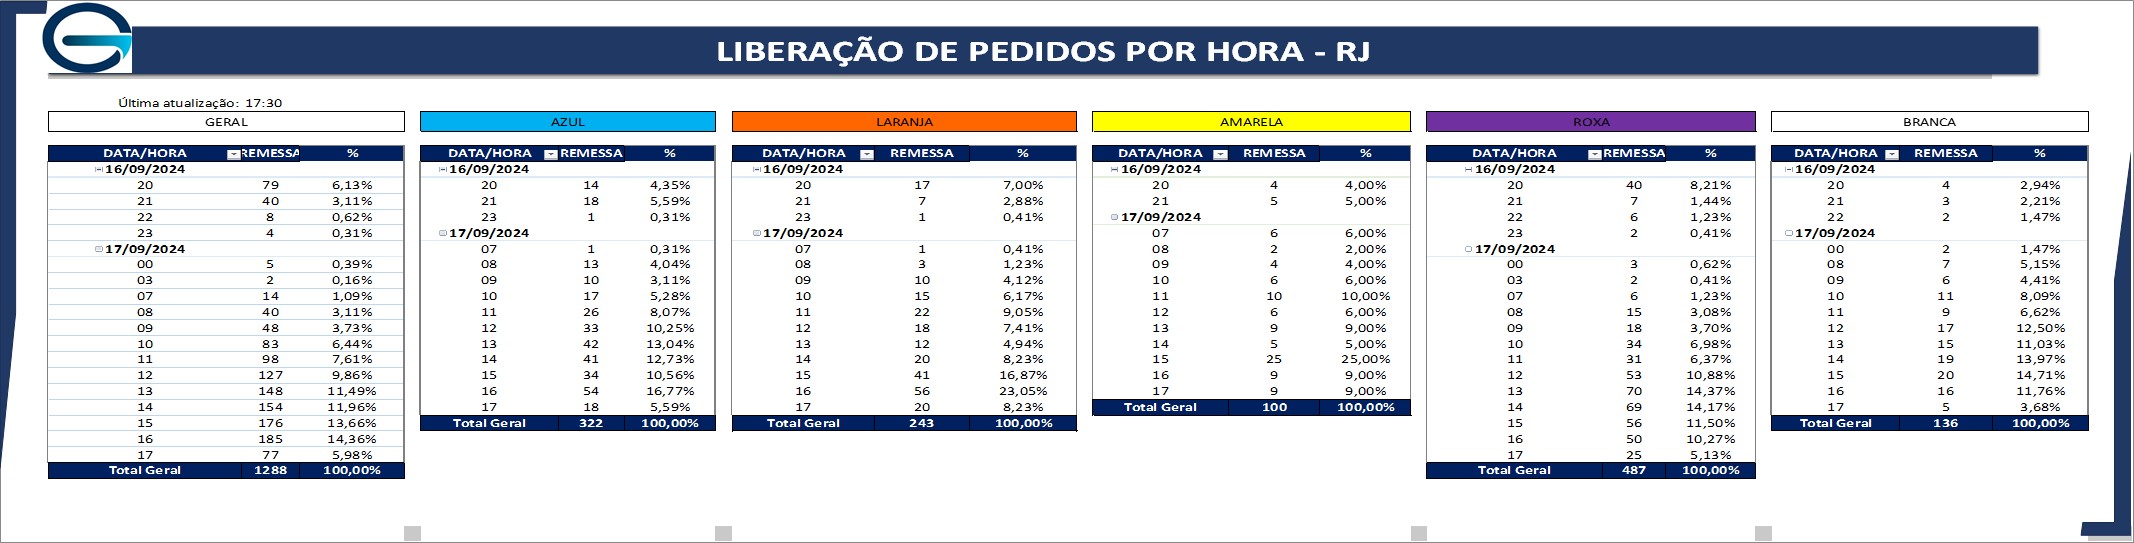 LIBERAÇÃO DE PEDIDOS POR HORA - RJ
Última atualização: 17:30
GERAL
DATA/HORA REMESSA %
16/09/2024
20 79 6,13%
21 40 3,11%
22 8 0,62%
23 4 0,31%
17/09/2024
00 5 0,39%
03 2 0,16%
07 14 1,09%
08 40 3,11%
09 48 3,73%
10 83 6,44%
11 98 7,61%
12 127 9,86%
13 148 11,49%
14 154 11,96%
15 176 13,66%
16 185 14,36%
17 77 5,98%
Total Geral 1288 100,00%
AZUL
DATA/HORA REMESSA %
16/09/2024
20 14 4,35%
21 18 5,59%
23 1 0,31%
17/09/2024
07 1 0,31%
08 13 4,04%
09 10 3,11%
10 17 5,28%
11 26 8,07%
12 33 10,25%
13 42 13,04%
14 41 12,73%
15 34 10,56%
16 54 16,77%
17 18 5,59%
Total Geral 322 100,00%
LARANJA
DATA/HORA REMESSA %
16/09/2024
20 17 7,00%
21 7 2,88%
23 1 0,41%
17/09/2024
07 1 0,41%
08 3 1,23%
09 10 4,12%
10 15 6,17%
11 22 9,05%
12 18 7,41%
13 12 4,94%
14 20 8,23%
15 41 16,87%
16 56 23,05%
17 20 8,23%
Total Geral 243 100,00%
AMARELA
DATA/HORA REMESSA %
16/09/2024
20 4 4,00%
21 5 5,00%
17/09/2024
07 6 6,00%
08 2 2,00%
09 4 4,00%
10 6 6,00%
11 10 10,00%
12 6 6,00%
13 9 9,00%
14 5 5,00%
15 25 25,00%
16 9 9,00%
17 9 9,00%
Total Geral 100 100,00%
ROXA
DATA/HORA REMESSA %
16/09/2024
20 40 8,21%
21 7 1,44%
22 6 1,23%
23 2 0,41%
17/09/2024
00 3 0,62%
03 2 0,41%
07 6 1,23%
08 15 3,08%
09 18 3,70%
10 34 6,98%
11 31 6,37%
12 53 10,88%
13 70 14,37%
14 69 14,17%
15 56 11,50%
16 50 10,27%
17 25 5,13%
Total Geral 487 100,00%
BRANCA
DATA/HORA REMESSA %
16/09/2024
20 4 2,94%
21 3 2,21%
22 2 1,47%
17/09/2024
00 2 1,47%
08 7 5,15%
09 6 4,41%
10 11 8,09%
11 9 6,62%
12 17 12,50%
13 15 11,03%
14 19 13,97%
15 20 14,71%
16 16 11,76%
17 5 3,68%
Total Geral 136 100,00%